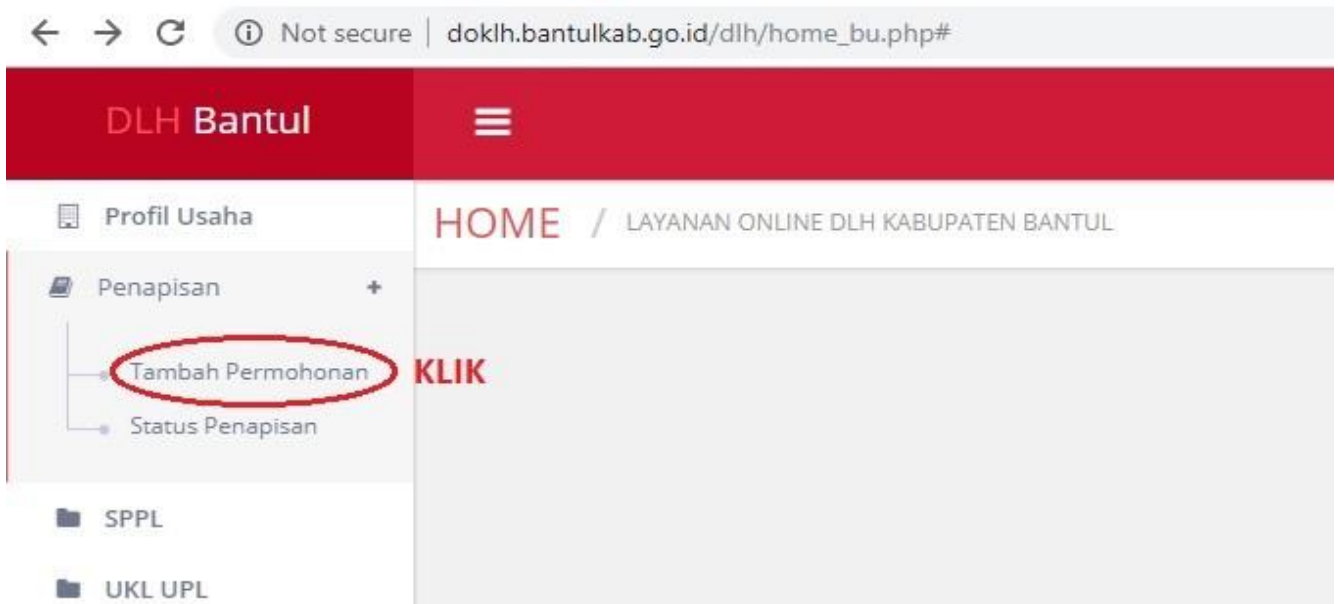 Not secure | doklh.bantulkab.go.id/dlh/home_bu.php#
DLH Bantul
Profil Usaha
HOME / LAYANAN ONLINE DLH KABUPATEN BANTUL
Penapisan +
Tambah Permohonan KLIK
Status Penapisan
SPPL
UKL UPL